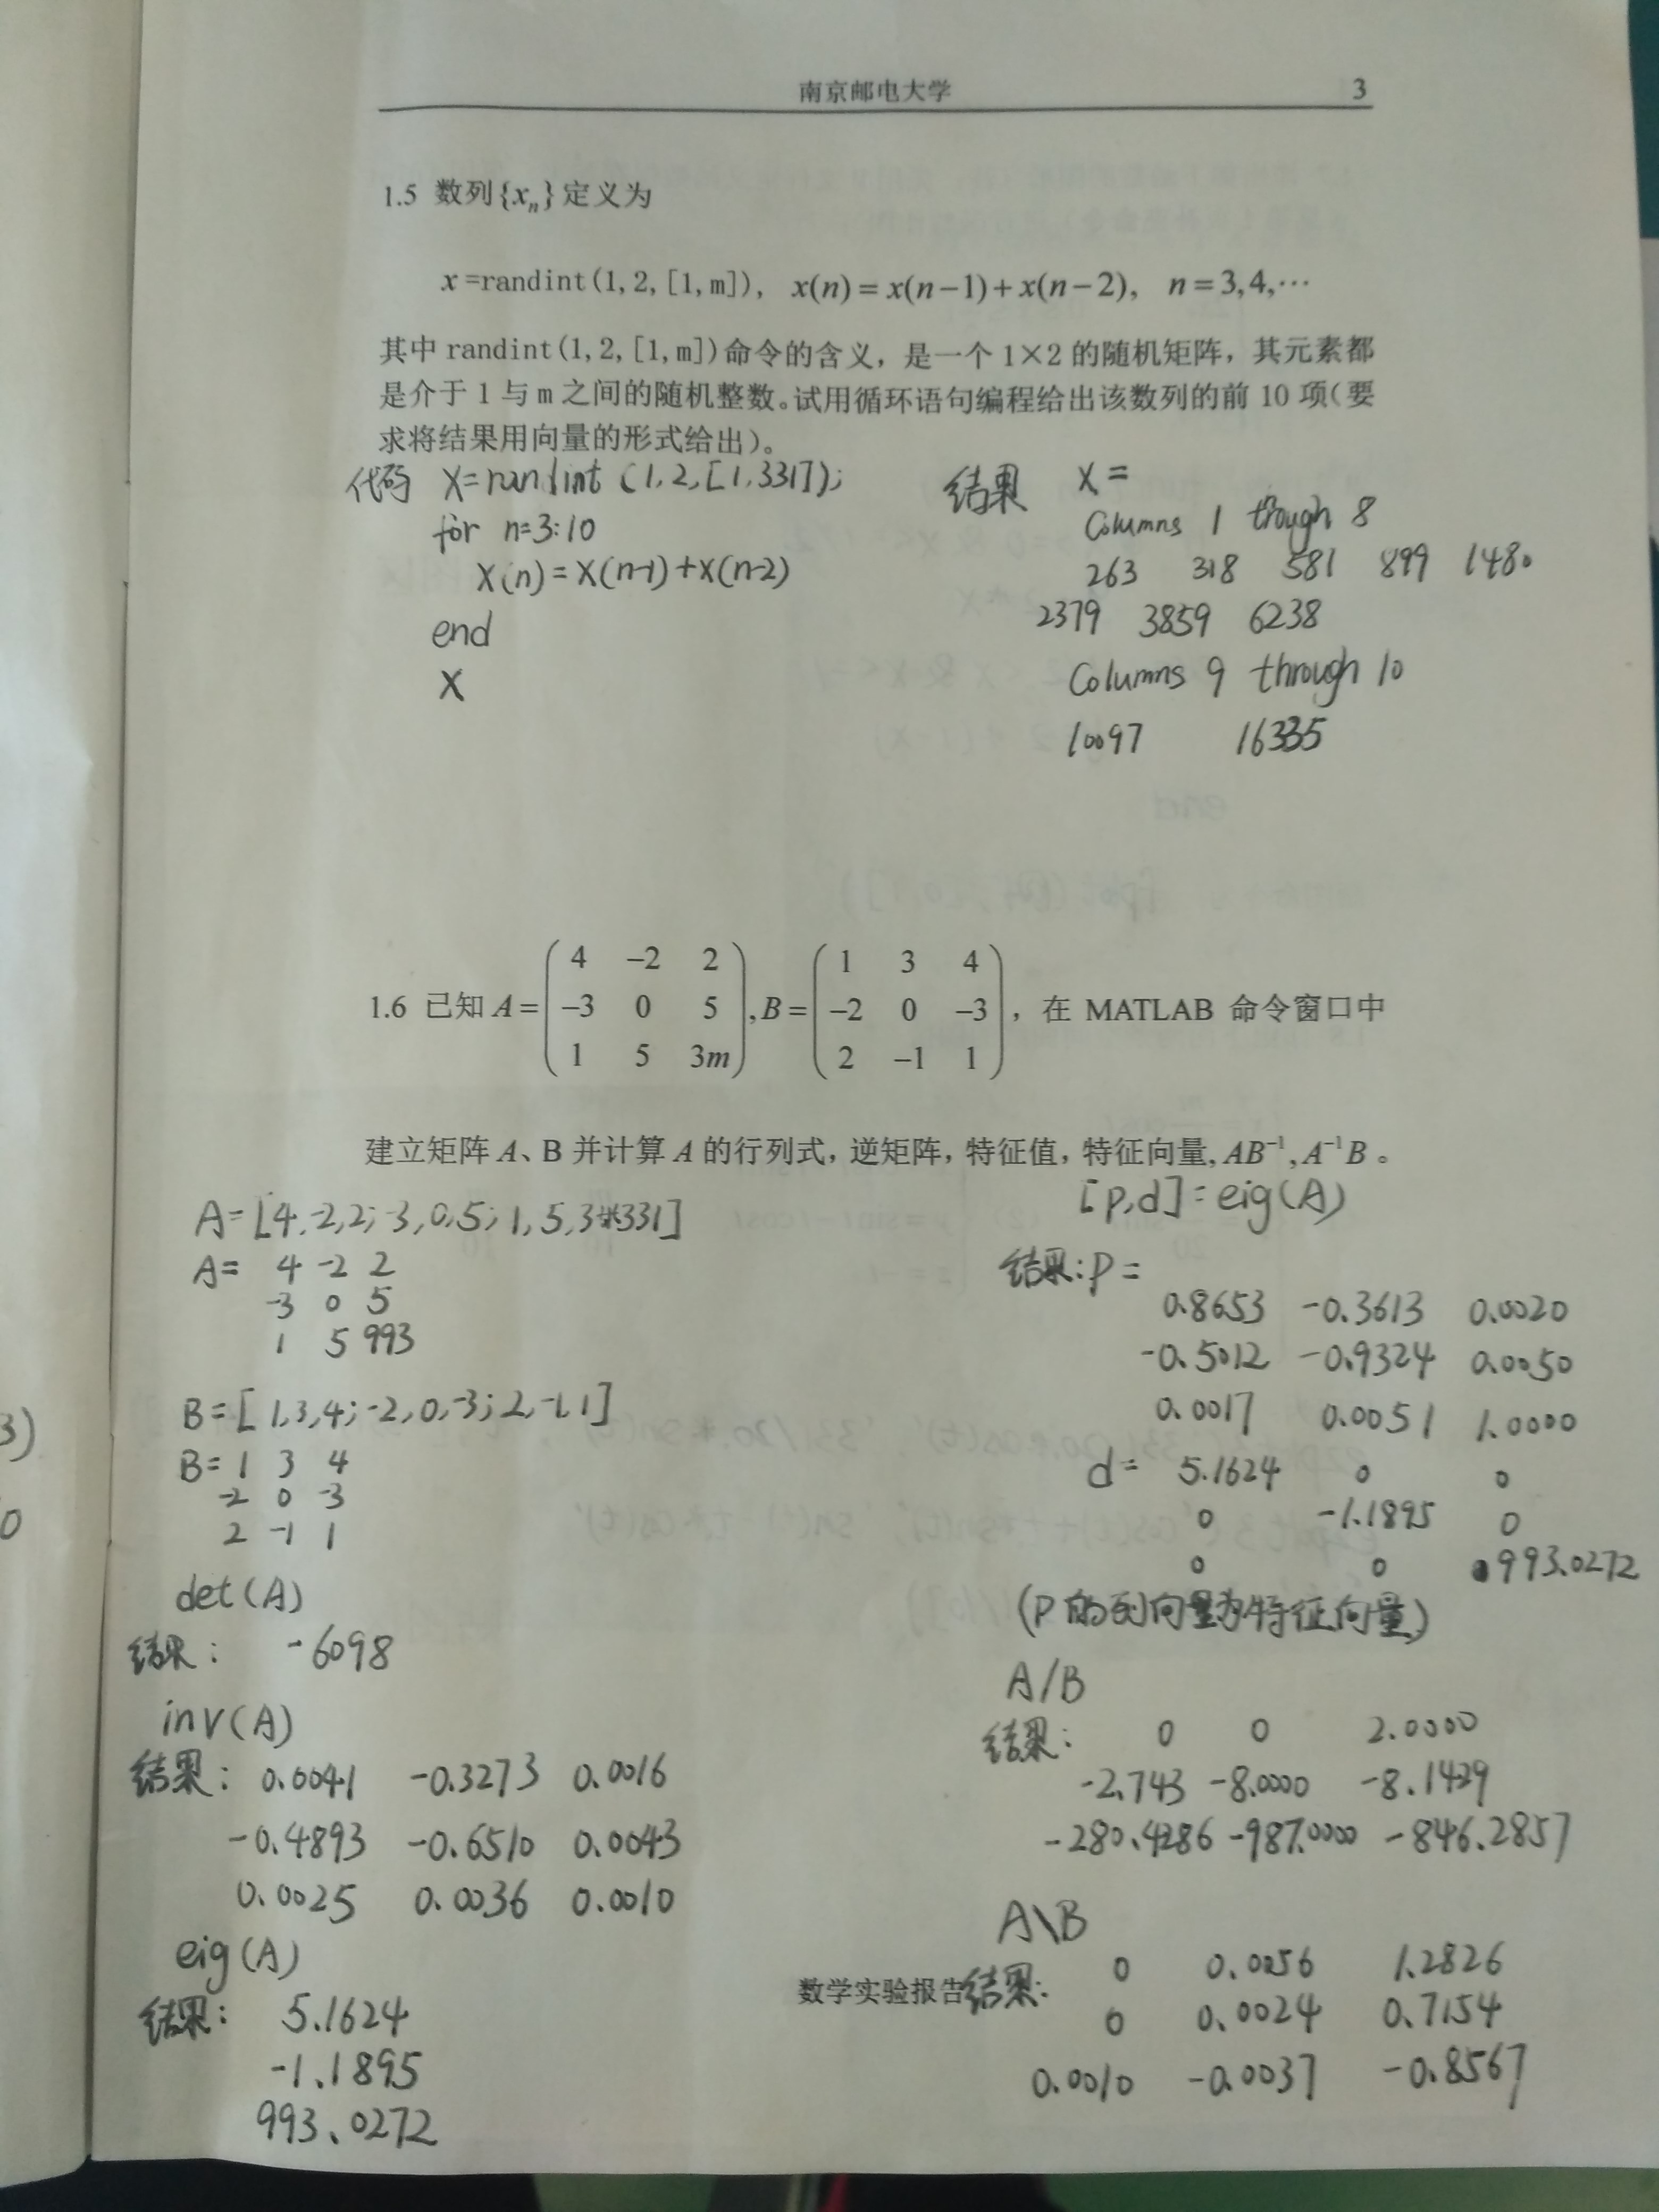 南京邮电大学 3
1.5 数列{xₙ}定义为
x =randint(1,2,[1,m]), x(n)=x(n−1)+x(n−2), n=3,4,⋯
其中 randint(1,2,[1,m])命令的含义，是一个 1×2 的随机矩阵，其元素都
是介于 1 与 m 之间的随机整数。试用循环语句编程给出该数列的前 10 项（要
求将结果用向量的形式给出）。
代码 X=randint(1,2,[1,331]);
for n=3:10
X(n)=X(n-1)+X(n-2)
end
X
结果 X=
Columns 1 though 8
263 318 581 899 1480
2379 3859 6238
Columns 9 through 10
10097 16335
1.6 已知 A= ( 4 −2 2 ; −3 0 5 ; 1 5 3m ) , B= ( 1 3 4 ; −2 0 −3 ; 2 −1 1 ) ，在 MATLAB 命令窗口中
建立矩阵 A、B 并计算 A 的行列式，逆矩阵，特征值，特征向量, AB⁻¹, A⁻¹B 。
A=[4,-2,2;-3,0,5;1,5,3*331]
A= 4 -2 2
-3 0 5
1 5 993
B=[1,3,4;-2,0,-3;2,-1,1]
B= 1 3 4
-2 0 -3
2 -1 1
det(A)
结果: -6098
inv(A)
结果: 0.0041 -0.3273 0.0016
-0.4893 -0.6510 0.0043
0.0025 0.0036 0.0010
eig(A)
结果: 5.1624
-1.1895
993.0272
[p,d]=eig(A)
结果: p=
0.8653 -0.3613 0.0020
-0.5012 -0.9324 0.0050
0.0017 0.0051 1.0000
d= 5.1624 0 0
0 -1.1895 0
0 0 993.0272
(P的列向量为特征向量)
A/B
结果: 0 0 2.0000
-2.743 -8.0000 -8.1429
-280.4286 -987.0000 -846.2857
A\B
结果: 0 0.0056 1.2826
0 0.0024 0.7154
0.0010 -0.0037 -0.8567
数学实验报告